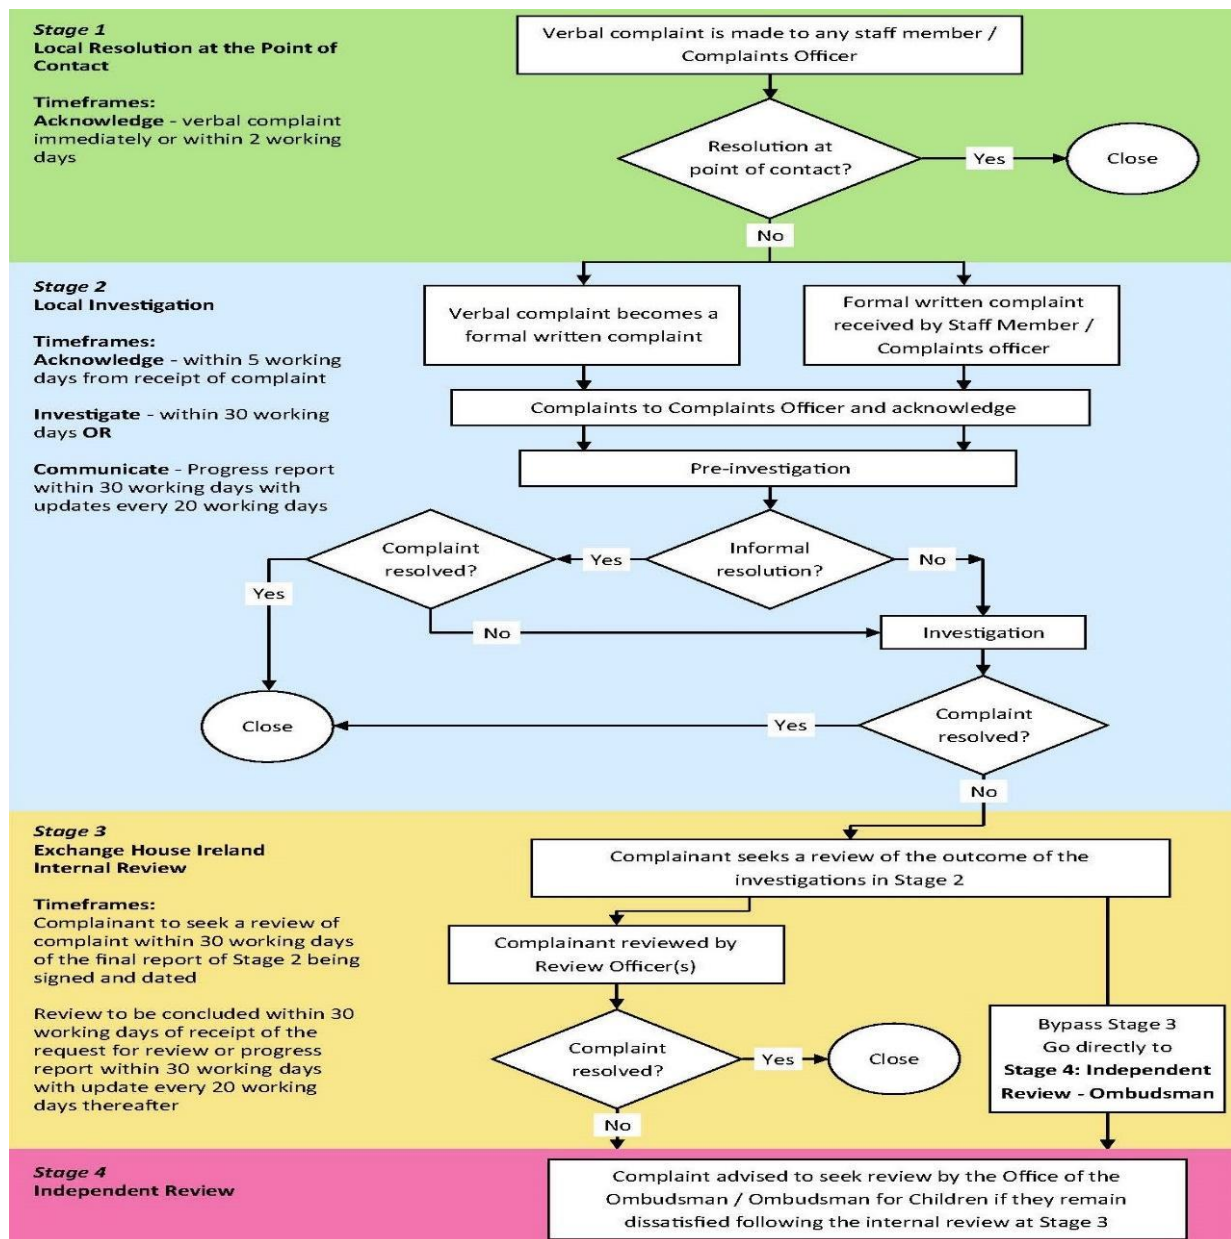 Stage 1
Local Resolution at the Point of
Contact
Timeframes:
Acknowledge - verbal complaint
immediately or within 2 working
days
Verbal complaint is made to any staff member /
Complaints Officer
Resolution at
point of contact?
Yes
Close
No
Stage 2
Local Investigation
Timeframes:
Acknowledge - within 5 working
days from receipt of complaint
Investigate - within 30 working
days OR
Communicate - Progress report
within 30 working days with
updates every 20 working days
Verbal complaint becomes a
formal written complaint
Formal written complaint
received by Staff Member /
Complaints officer
Complaints to Complaints Officer and acknowledge
Pre-investigation
Informal
resolution?
Yes
Complaint
resolved?
No
Yes
No
Investigation
Complaint
resolved?
Yes
Close
No
Stage 3
Exchange House Ireland
Internal Review
Timeframes:
Complainant to seek a review of
complaint within 30 working days
of the final report of Stage 2 being
signed and dated
Review to be concluded within 30
working days of receipt of the
request for review or progress
report within 30 working days
with update every 20 working
days thereafter
Complainant seeks a review of the outcome of the
investigations in Stage 2
Complainant reviewed by
Review Officer(s)
Complaint
resolved?
Yes
Close
No
Bypass Stage 3
Go directly to
Stage 4: Independent
Review - Ombudsman
Stage 4
Independent Review
Complaint advised to seek review by the Office of the
Ombudsman / Ombudsman for Children if they remain
dissatisfied following the internal review at Stage 3